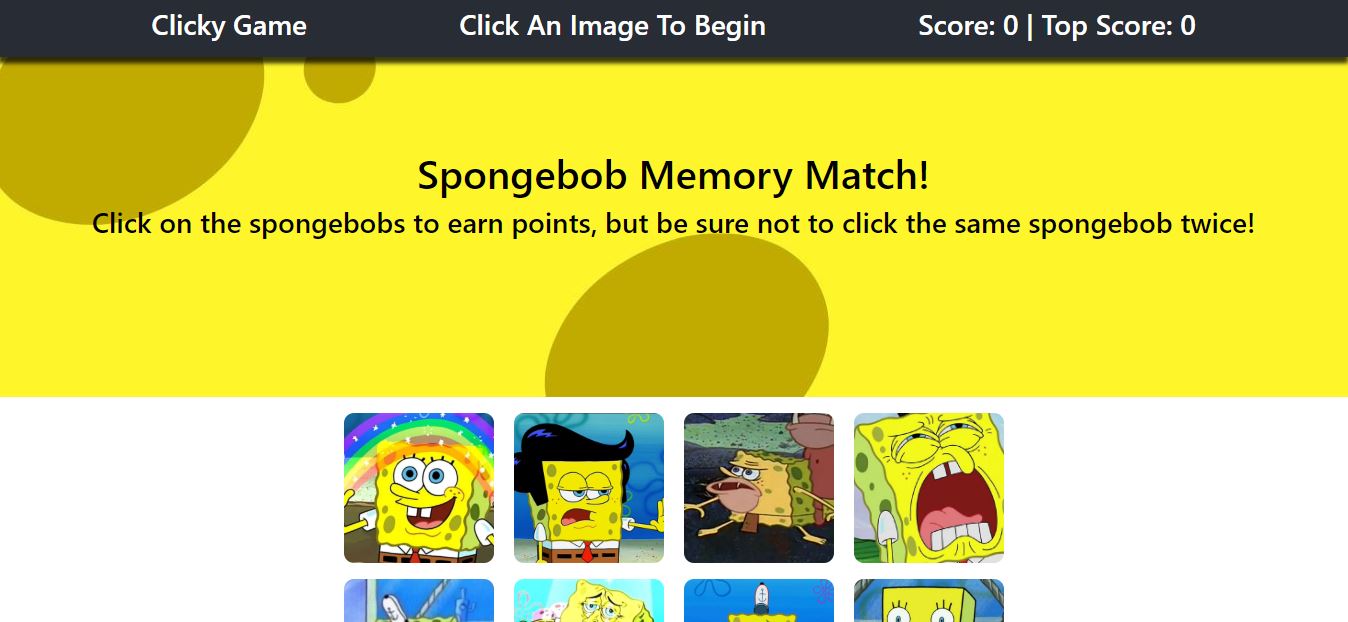 Clicky Game
Click An Image To Begin
Score: 0 | Top Score: 0
Spongebob Memory Match!
Click on the spongebobs to earn points, but be sure not to click the same spongebob twice!